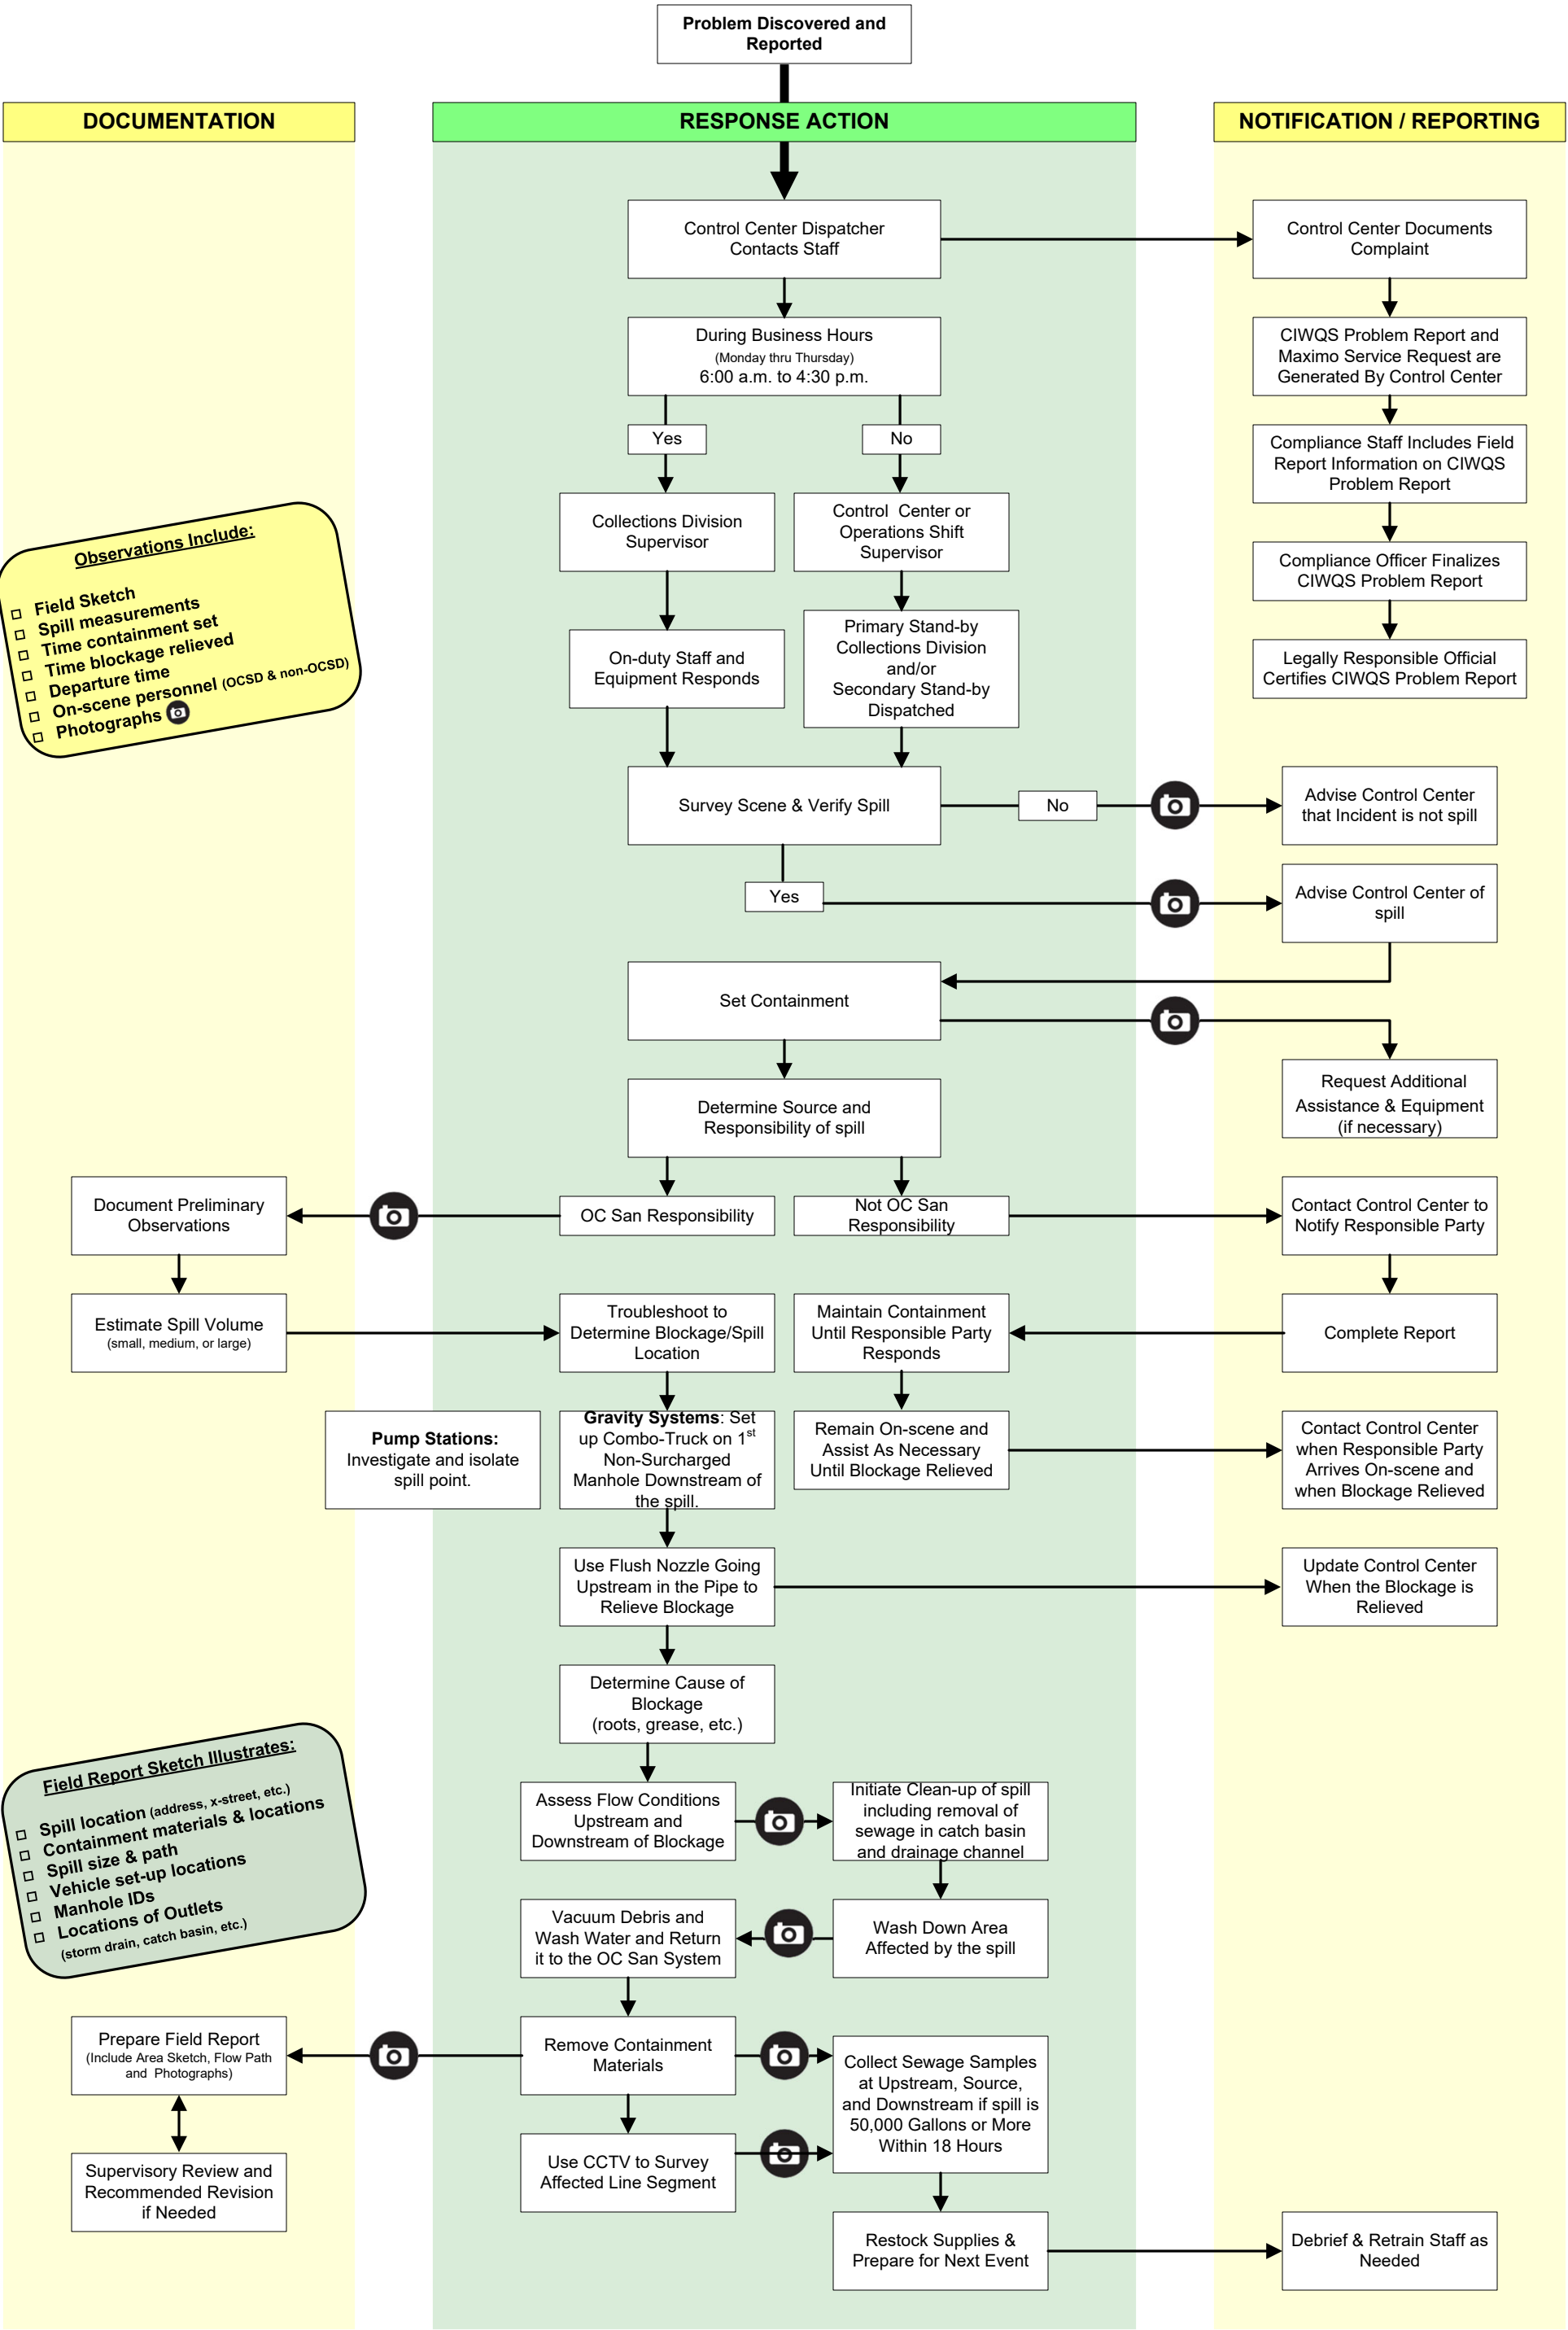 Problem Discovered and
Reported
DOCUMENTATION
RESPONSE ACTION
NOTIFICATION / REPORTING
Control Center Dispatcher
Contacts Staff
Control Center Documents
Complaint
During Business Hours
(Monday thru Thursday)
6:00 a.m. to 4:30 p.m.
CIWQS Problem Report and
Maximo Service Request are
Generated By Control Center
Yes
No
Compliance Staff Includes Field
Report Information on CIWQS
Problem Report
Collections Division
Supervisor
Control Center or
Operations Shift
Supervisor
Compliance Officer Finalizes
CIWQS Problem Report
Observations Include:
Field Sketch
Spill measurements
Time containment set
Time blockage relieved
Departure time
On-scene personnel (OCSD & non-OCSD)
Photographs
On-duty Staff and
Equipment Responds
Primary Stand-by
Collections Division
and/or
Secondary Stand-by
Dispatched
Legally Responsible Official
Certifies CIWQS Problem Report
Survey Scene & Verify Spill
No
Advise Control Center
that Incident is not spill
Yes
Advise Control Center of
spill
Set Containment
Request Additional
Assistance & Equipment
(if necessary)
Determine Source and
Responsibility of spill
Document Preliminary
Observations
OC San Responsibility
Not OC San
Responsibility
Contact Control Center to
Notify Responsible Party
Estimate Spill Volume
(small, medium, or large)
Troubleshoot to
Determine Blockage/Spill
Location
Maintain Containment
Until Responsible Party
Responds
Complete Report
Pump Stations:
Investigate and isolate
spill point.
Gravity Systems: Set
up Combo-Truck on 1st
Non-Surcharged
Manhole Downstream of
the spill.
Remain On-scene and
Assist As Necessary
Until Blockage Relieved
Contact Control Center
when Responsible Party
Arrives On-scene and
when Blockage Relieved
Use Flush Nozzle Going
Upstream in the Pipe to
Relieve Blockage
Update Control Center
When the Blockage is
Relieved
Determine Cause of
Blockage
(roots, grease, etc.)
Field Report Sketch Illustrates:
Spill location (address, x-street, etc.)
Containment materials & locations
Spill size & path
Vehicle set-up locations
Manhole IDs
Locations of Outlets
(storm drain, catch basin, etc.)
Assess Flow Conditions
Upstream and
Downstream of Blockage
Initiate Clean-up of spill
including removal of
sewage in catch basin
and drainage channel
Vacuum Debris and
Wash Water and Return
it to the OC San System
Wash Down Area
Affected by the spill
Prepare Field Report
(Include Area Sketch, Flow Path
and Photographs)
Remove Containment
Materials
Collect Sewage Samples
at Upstream, Source,
and Downstream if spill is
50,000 Gallons or More
Within 18 Hours
Supervisory Review and
Recommended Revision
if Needed
Use CCTV to Survey
Affected Line Segment
Restock Supplies &
Prepare for Next Event
Debrief & Retrain Staff as
Needed